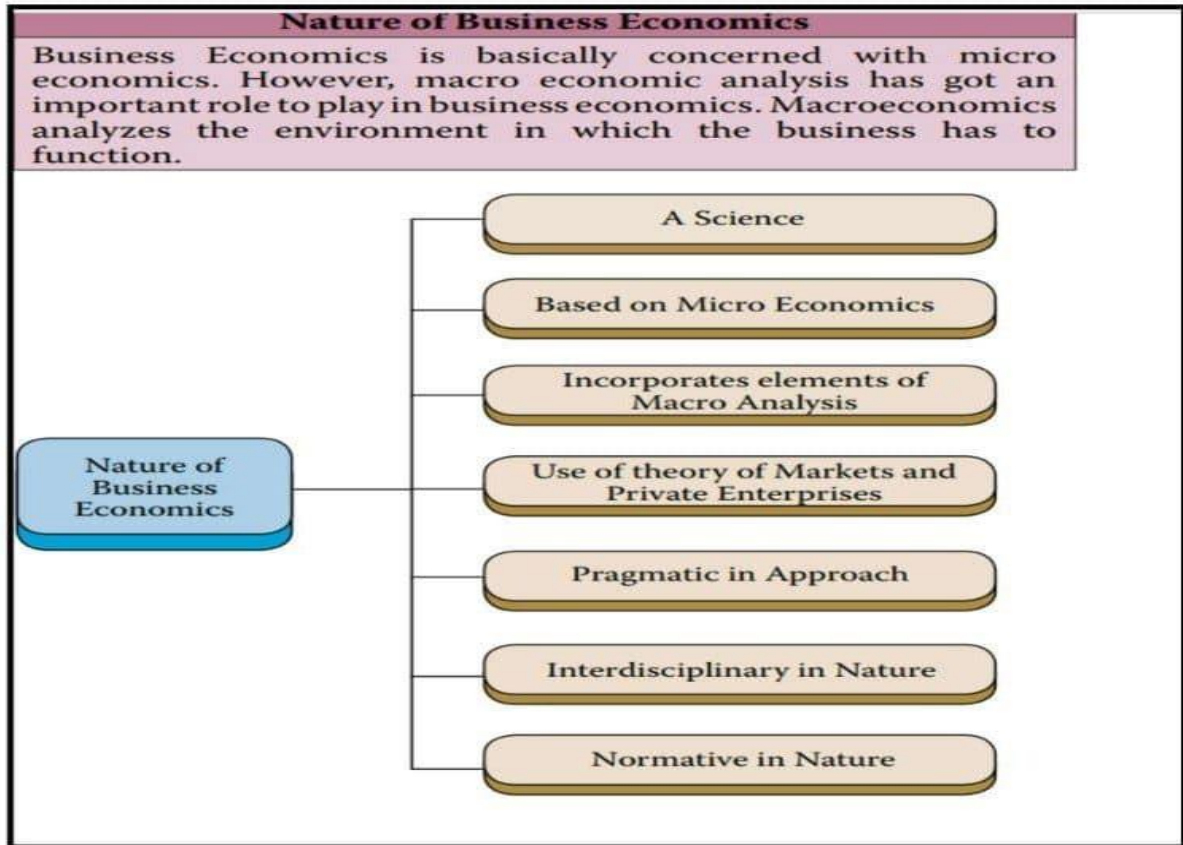 Nature of Business Economics
Business Economics is basically concerned with micro
economics. However, macro economic analysis has got an
important role to play in business economics. Macroeconomics
analyzes the environment in which the business has to
function.
A Science
Based on Micro Economics
Incorporates elements of
Macro Analysis
Nature of
Business
Economics
Use of theory of Markets and
Private Enterprises
Pragmatic in Approach
Interdisciplinary in Nature
Normative in Nature